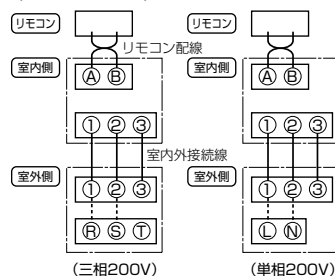 リモコン リモコン
リモコン配線
室内側 Ⓐ Ⓑ 室内側 Ⓐ Ⓑ
① ② ③ ① ② ③
室内外接続線
室外側 ① ② ③ 室外側 ① ② ③
Ⓡ Ⓢ Ⓣ Ⓛ Ⓝ
(三相200V) (単相200V)